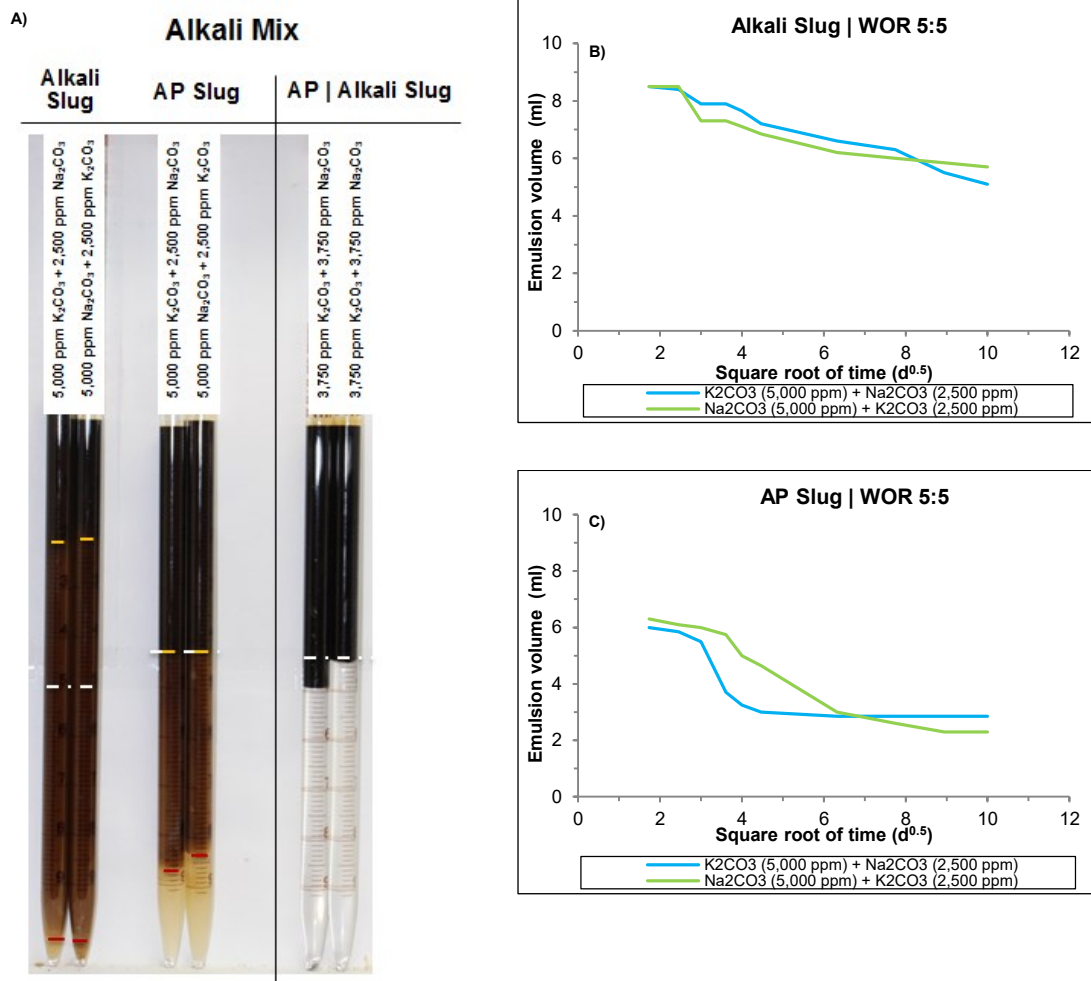 A)
Alkali Mix
Alkali
Slug
AP Slug
AP | Alkali Slug
5,000 ppm K₂CO₃ + 2,500 ppm Na₂CO₃
5,000 ppm Na₂CO₃ + 2,500 ppm K₂CO₃
5,000 ppm K₂CO₃ + 2,500 ppm Na₂CO₃
5,000 ppm Na₂CO₃ + 2,500 ppm K₂CO₃
3,750 ppm K₂CO₃ + 3,750 ppm Na₂CO₃
3,750 ppm K₂CO₃ + 3,750 ppm Na₂CO₃
Alkali Slug | WOR 5:5
B)
Emulsion volume (ml)
10
8
6
4
2
0
0 2 4 6 8 10 12
Square root of time (d⁰·⁵)
K2CO3 (5,000 ppm) + Na2CO3 (2,500 ppm)
Na2CO3 (5,000 ppm) + K2CO3 (2,500 ppm)
AP Slug | WOR 5:5
C)
Emulsion volume (ml)
10
8
6
4
2
0
0 2 4 6 8 10 12
Square root of time (d⁰·⁵)
K2CO3 (5,000 ppm) + Na2CO3 (2,500 ppm)
Na2CO3 (5,000 ppm) + K2CO3 (2,500 ppm)